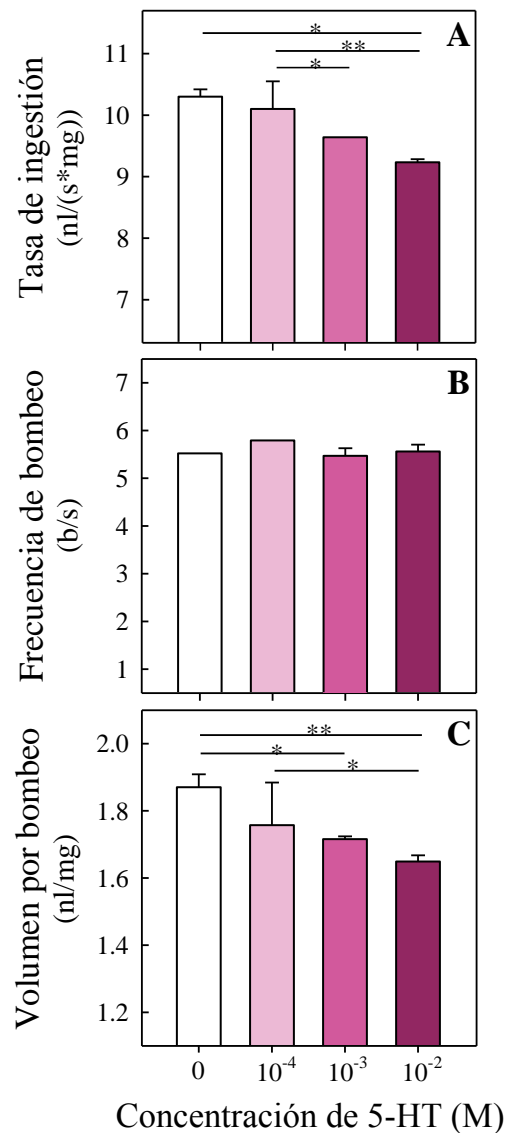 A
*
**
*
Tasa de ingestión
(nl/(s*mg))
11
10
9
8
7
B
Frecuencia de bombeo
(b/s)
7
6
5
4
3
2
1
C
**
*
*
Volumen por bombeo
(nl/mg)
2.0
1.8
1.6
1.4
1.2
0 10⁻⁴ 10⁻³ 10⁻²
Concentración de 5-HT (M)